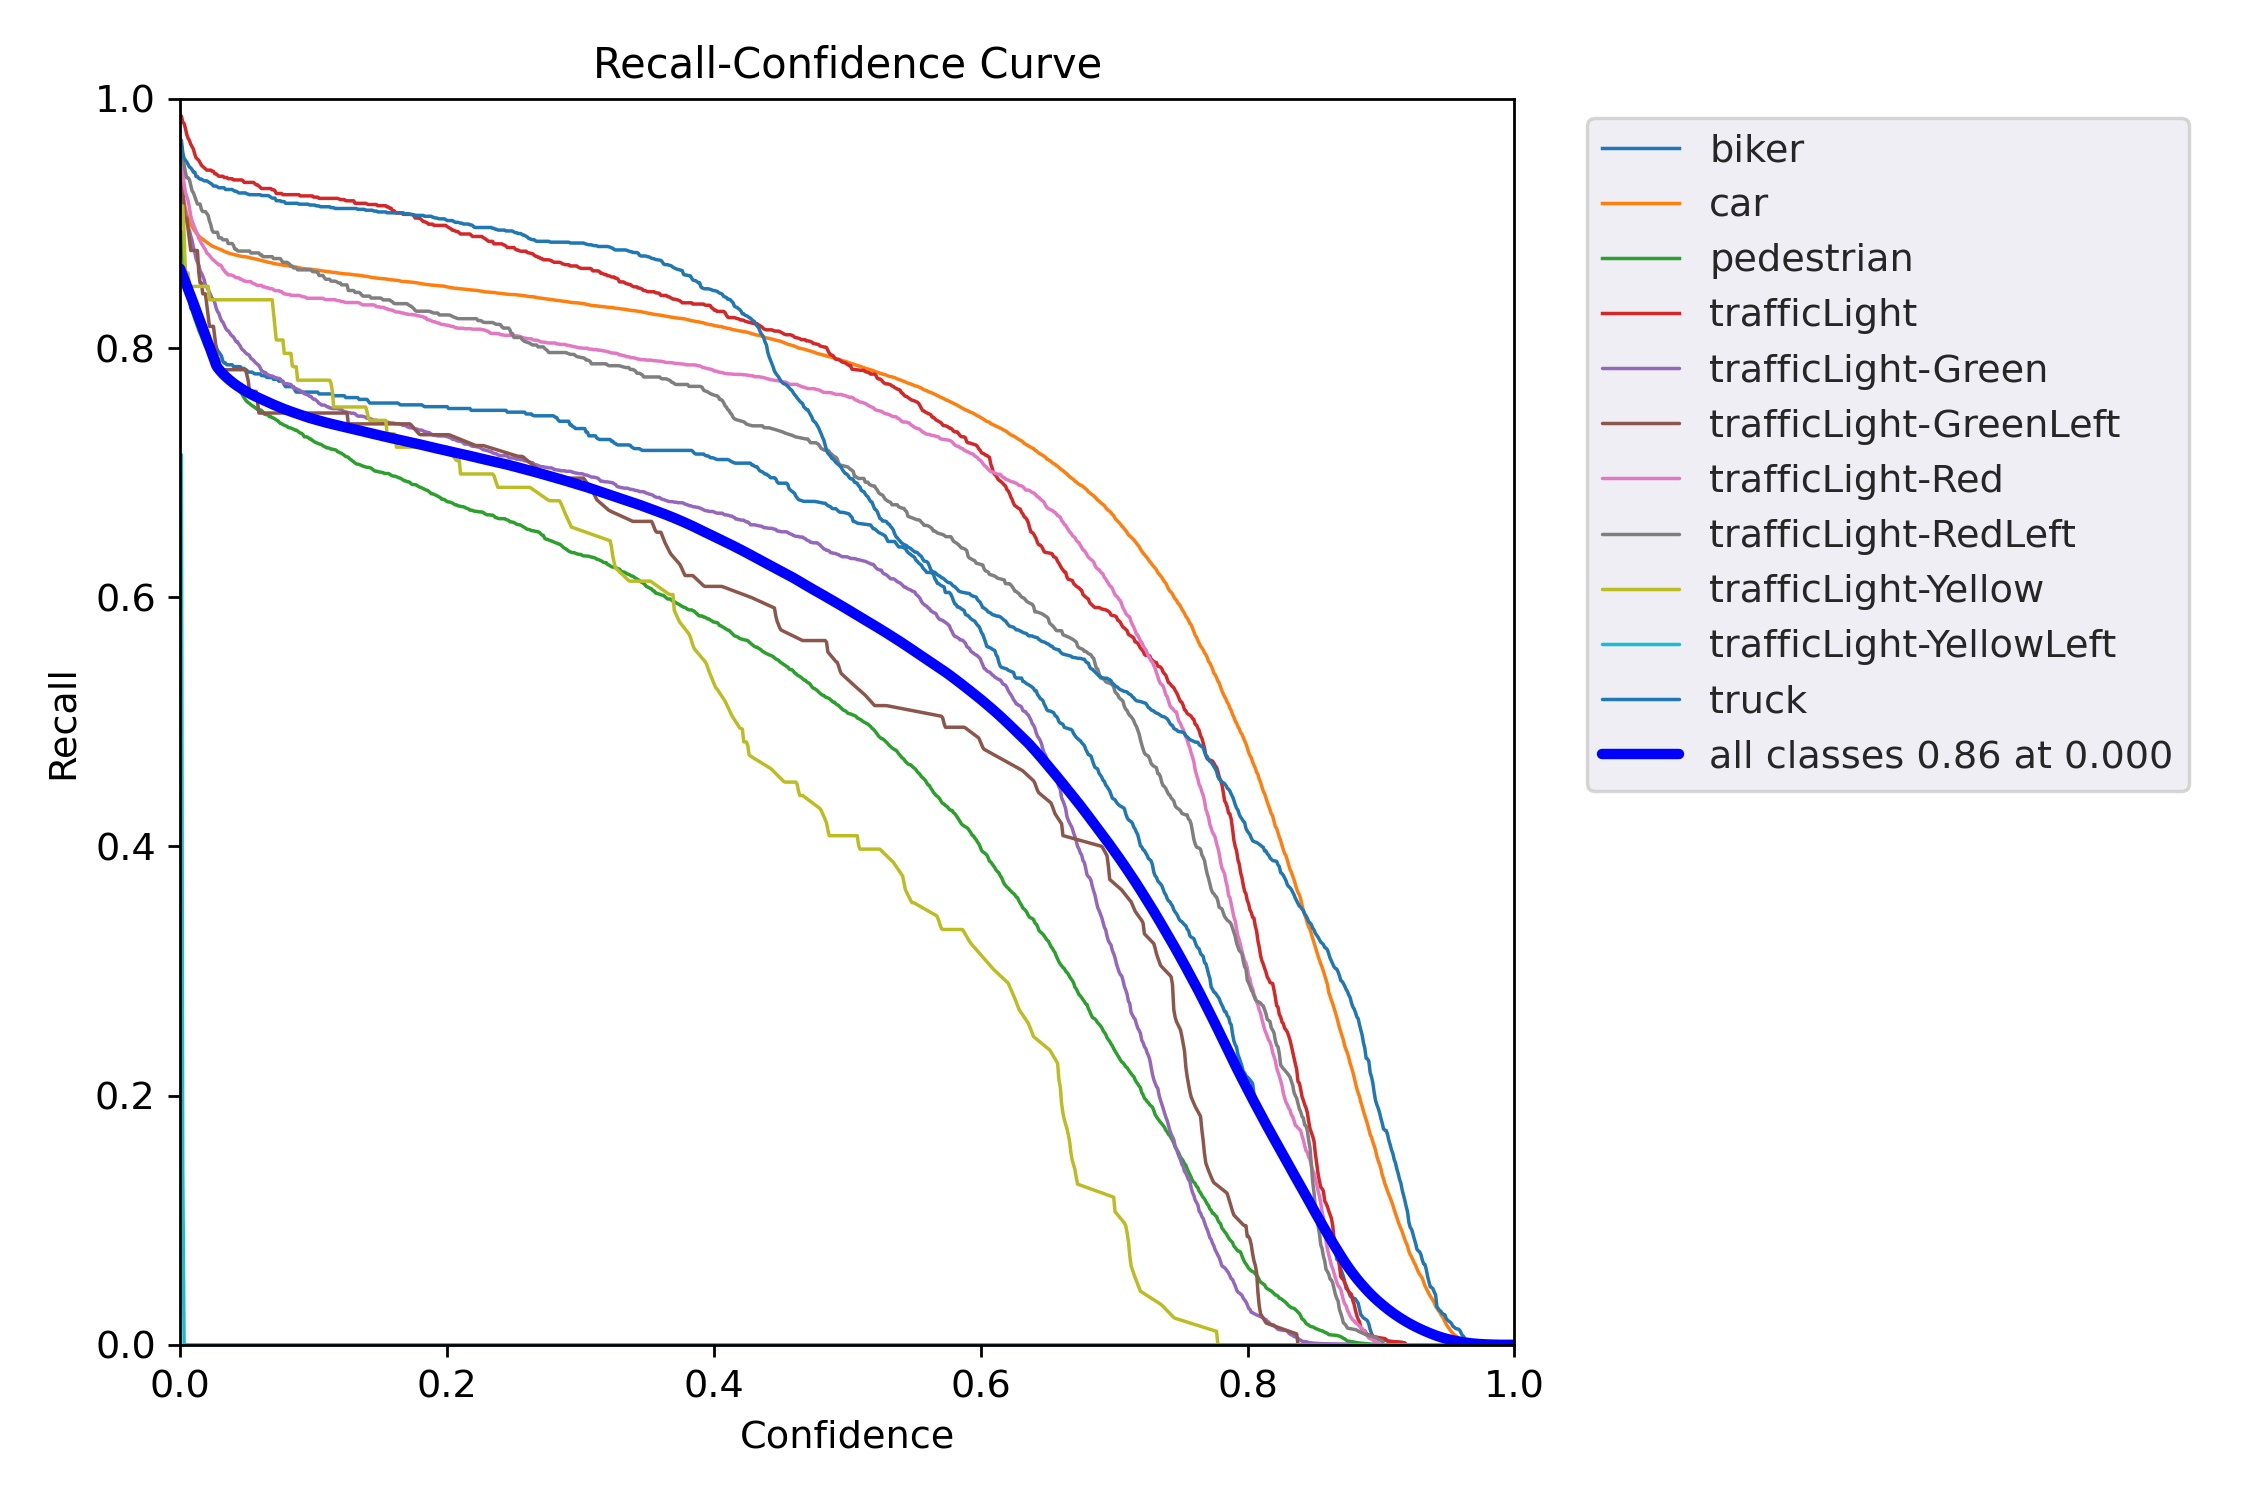 Recall-Confidence Curve
1.0
0.8
0.6
0.4
0.2
0.0
Recall
0.0 0.2 0.4 0.6 0.8 1.0
Confidence
biker
car
pedestrian
trafficLight
trafficLight-Green
trafficLight-GreenLeft
trafficLight-Red
trafficLight-RedLeft
trafficLight-Yellow
trafficLight-YellowLeft
truck
all classes 0.86 at 0.000